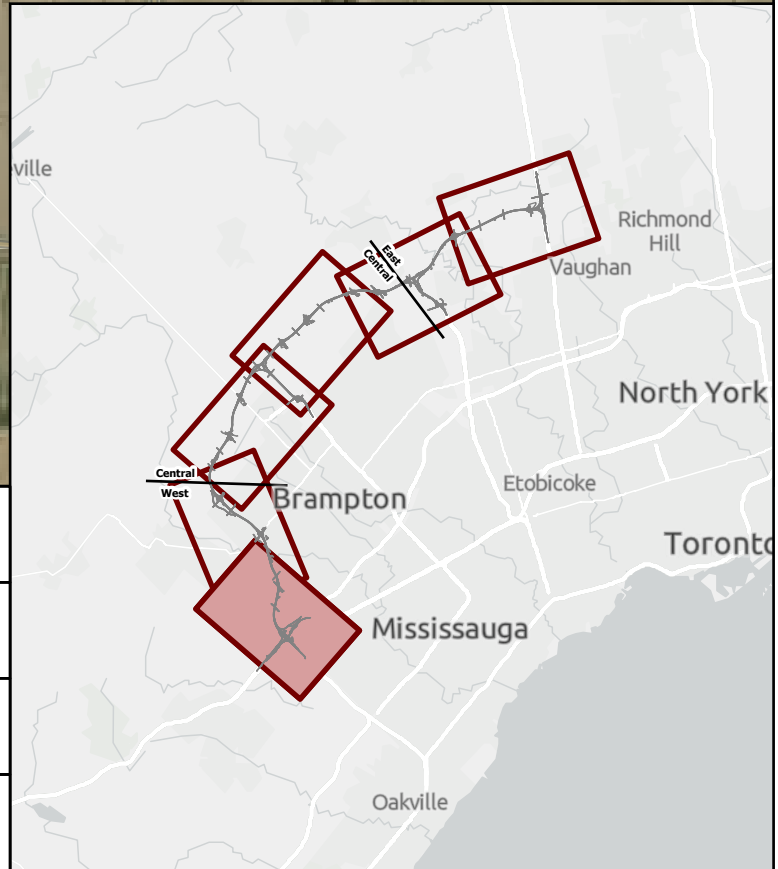 ville
Richmond
Hill
East
Central
Vaughan
North York
Central
West
Etobicoke
Brampton
Toronto
Mississauga
Oakville